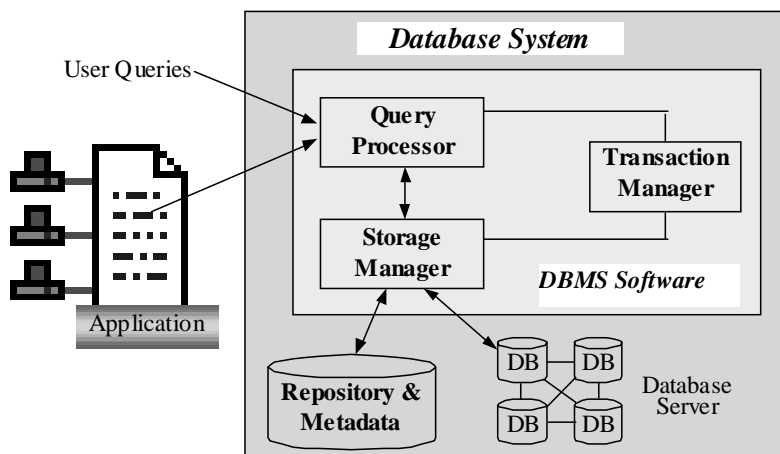 Database System
User Queries
Query
Processor
Transaction
Manager
Storage
Manager
DBMS Software
Application
Repository &
Metadata
DB
DB
DB
DB
Database
Server